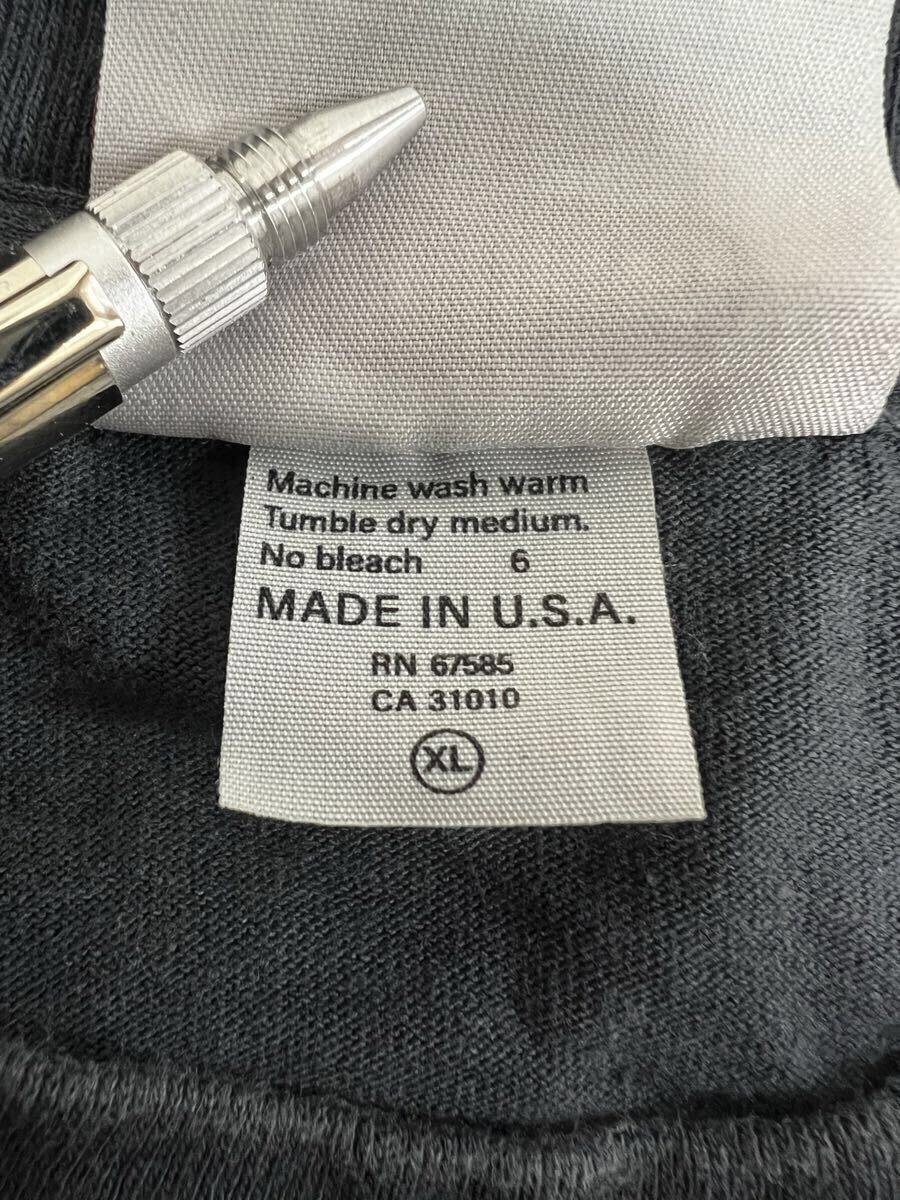 Machine wash warm
Tumble dry medium.
No bleach 6
MADE IN U.S.A.
RN 67585
CA 31010
XL